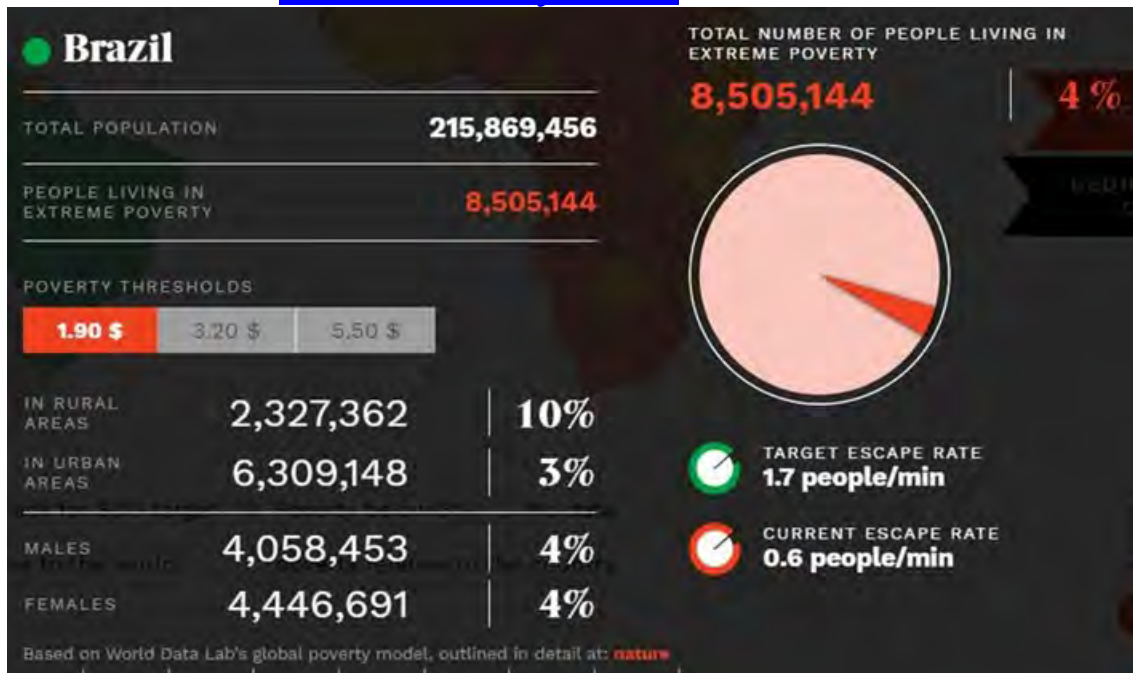 Brazil
TOTAL POPULATION 215,869,456
PEOPLE LIVING IN
EXTREME POVERTY 8,505,144
POVERTY THRESHOLDS
1.90 $ 3.20 $ 5.50 $
IN RURAL
AREAS 2,327,362 10%
IN URBAN
AREAS 6,309,148 3%
MALES 4,058,453 4%
FEMALES 4,446,691 4%
Based on World Data Lab's global poverty model, outlined in detail at: nature
TOTAL NUMBER OF PEOPLE LIVING IN
EXTREME POVERTY
8,505,144 4 %
TARGET ESCAPE RATE
1.7 people/min
CURRENT ESCAPE RATE
0.6 people/min